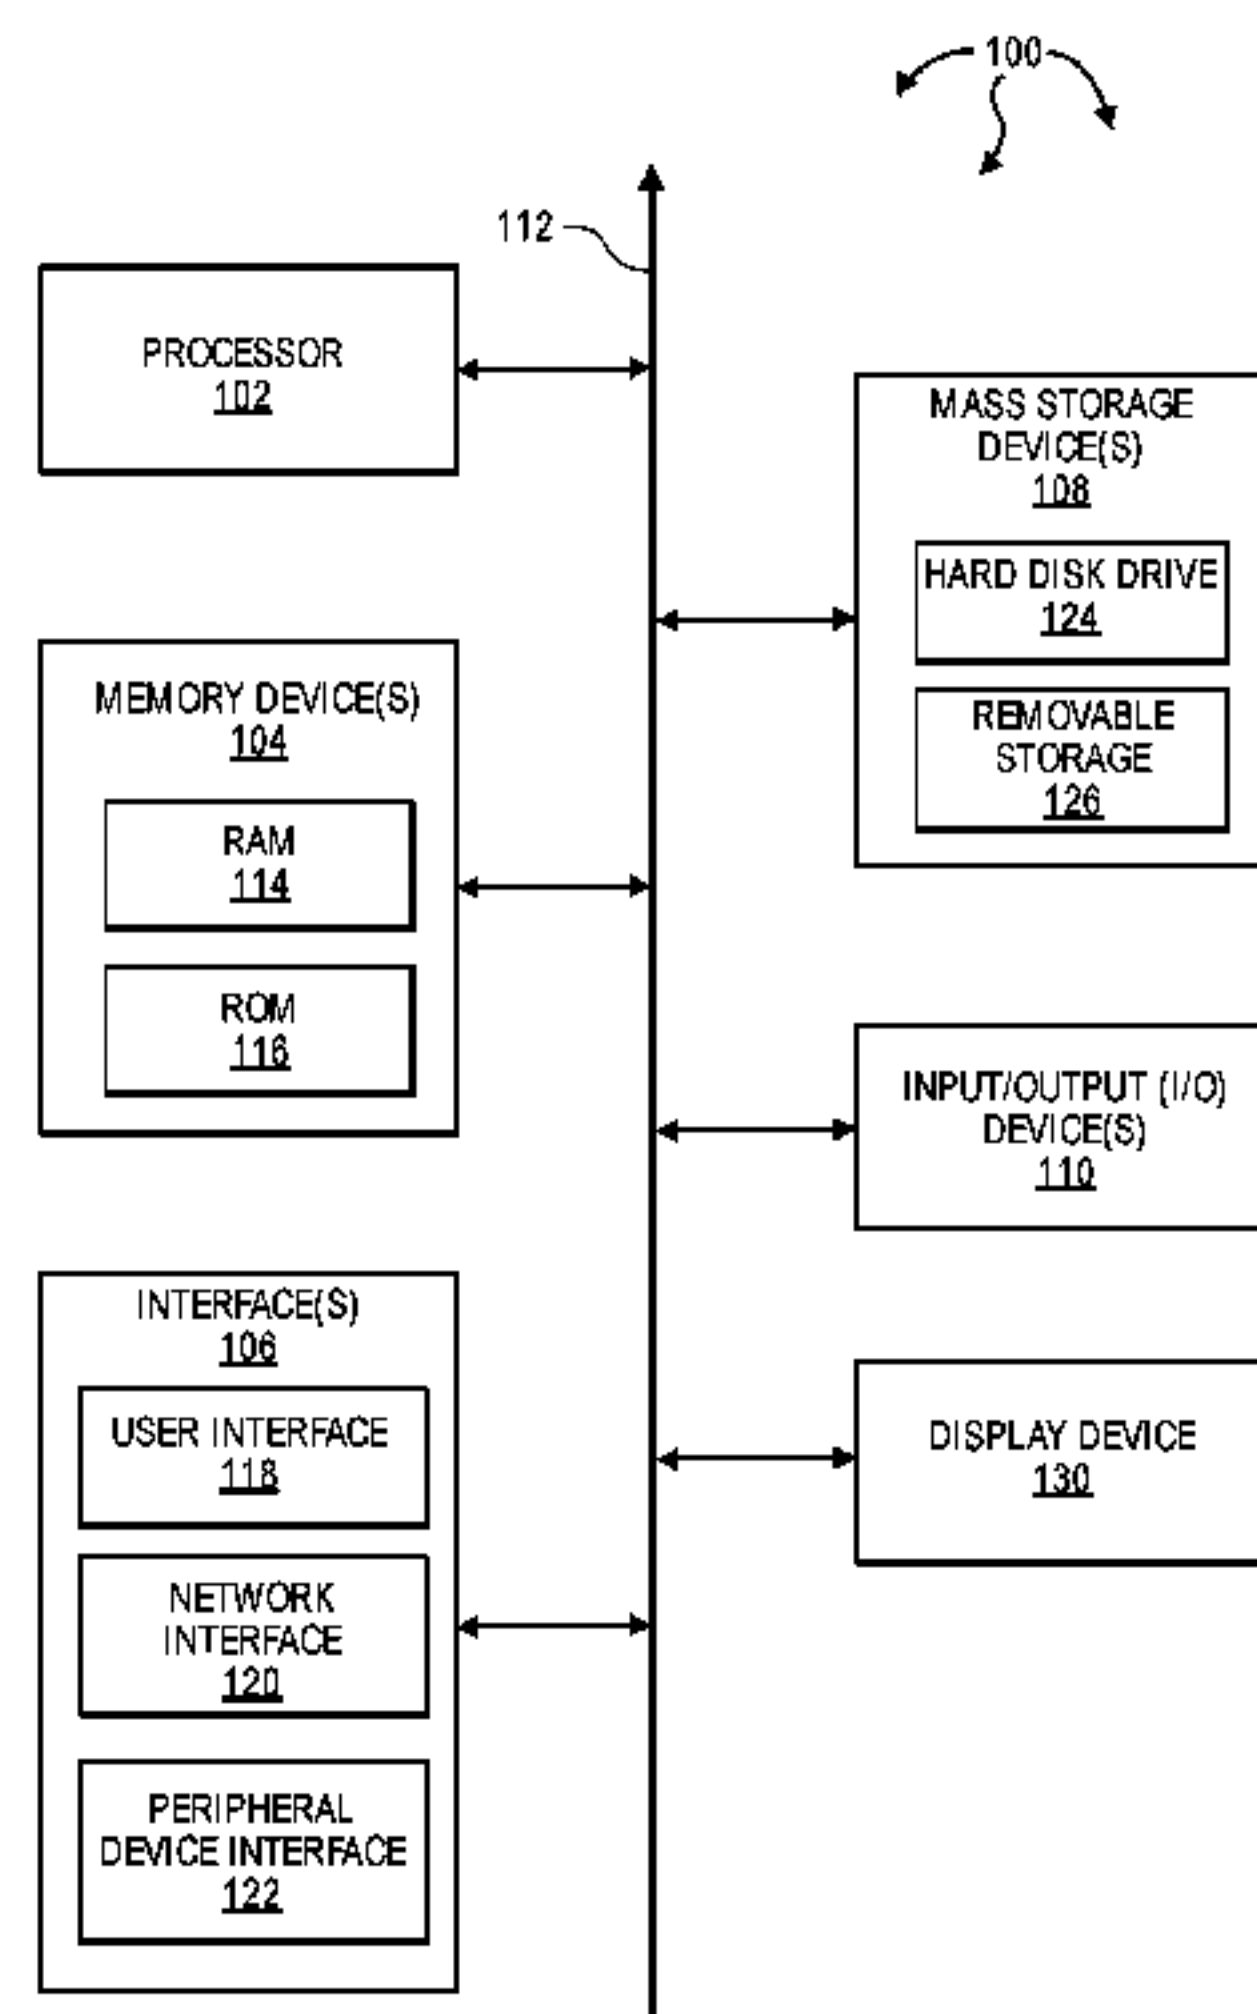 100
112
PROCESSOR
102
MEMORY DEVICE(S)
104
RAM
114
ROM
116
INTERFACE(S)
106
USER INTERFACE
118
NETWORK
INTERFACE
120
PERIPHERAL
DEVICE INTERFACE
122
MASS STORAGE
DEVICE(S)
108
HARD DISK DRIVE
124
REMOVABLE
STORAGE
126
INPUT/OUTPUT (I/O)
DEVICE(S)
110
DISPLAY DEVICE
130